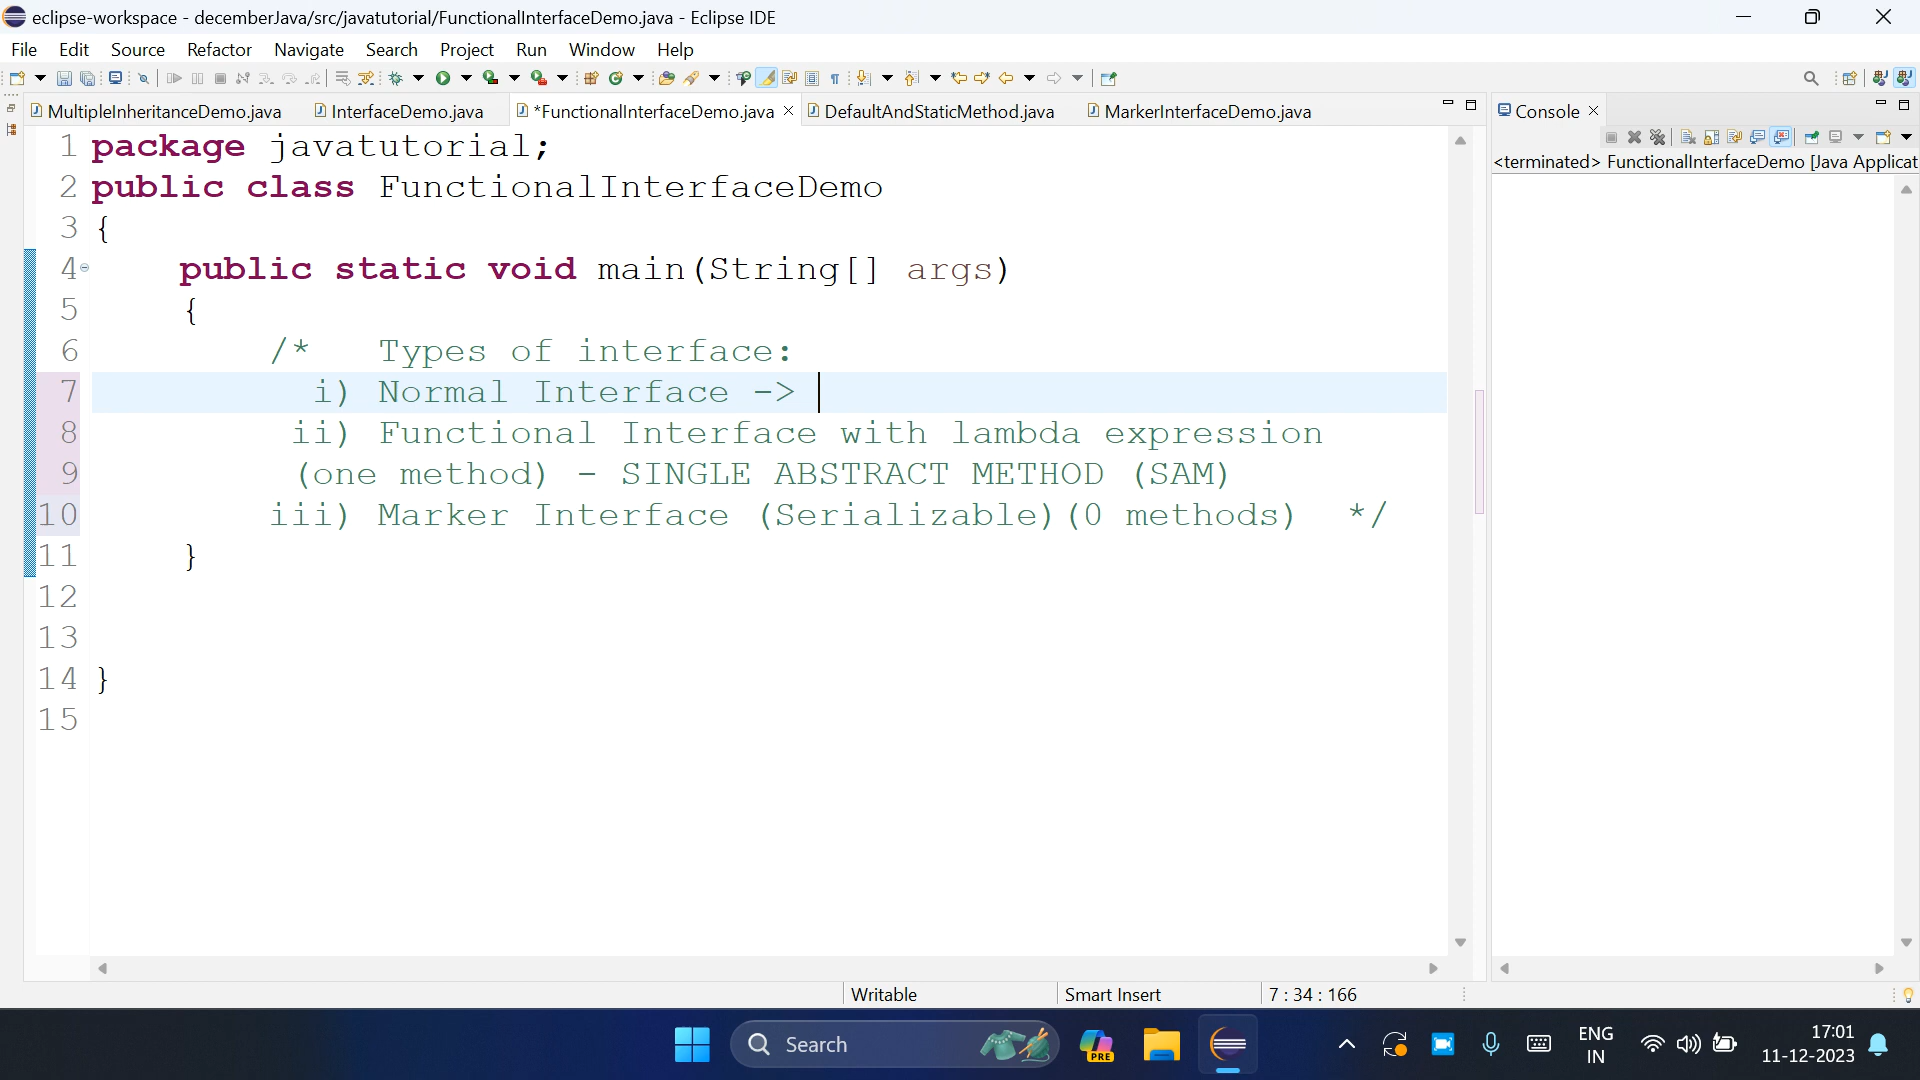 eclipse-workspace - decemberJava/src/javatutorial/FunctionalInterfaceDemo.java - Eclipse IDE
File Edit Source Refactor Navigate Search Project Run Window Help
MultipleInheritanceDemo.java InterfaceDemo.java *FunctionalInterfaceDemo.java DefaultAndStaticMethod.java MarkerInterfaceDemo.java Console
<terminated> FunctionalInterfaceDemo [Java Applicat
1 package javatutorial;
2 public class FunctionalInterfaceDemo
3 {
4 public static void main(String[] args)
5 {
6 /* Types of interface:
7 i) Normal Interface ->
8 ii) Functional Interface with lambda expression
9 (one method) - SINGLE ABSTRACT METHOD (SAM)
10 iii) Marker Interface (Serializable)(0 methods) */
11 }
12
13
14 }
15
Writable Smart Insert 7 : 34 : 166
Search PRE ENG IN 17:01 11-12-2023